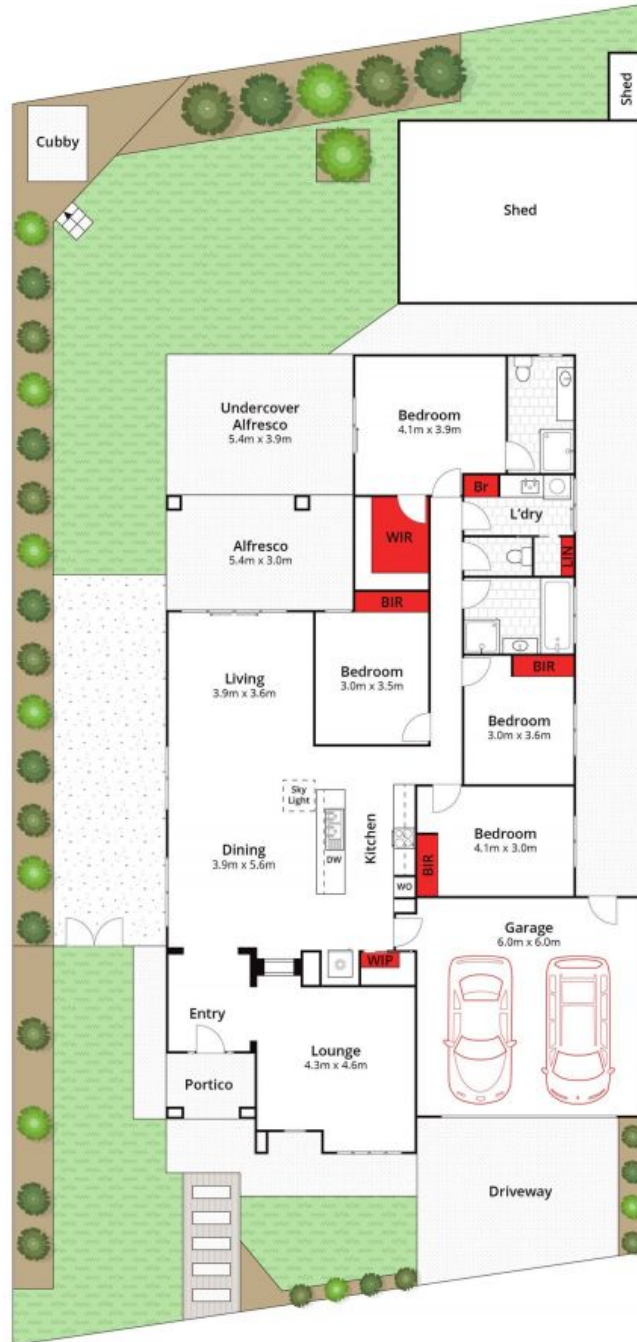 Shed
Cubby
Shed
Undercover
Alfresco
5.4m x 3.9m
Bedroom
4.1m x 3.9m
Br
L'dry
WIR
Alfresco
5.4m x 3.0m
LIN
BIR
Living
3.9m x 3.6m
Bedroom
3.0m x 3.5m
BIR
Bedroom
3.0m x 3.6m
Sky
Light
Kitchen
Dining
3.9m x 5.6m
DW
Bedroom
4.1m x 3.0m
BIR
WO
Garage
6.0m x 6.0m
WIP
Entry
Lounge
4.3m x 4.6m
Portico
Driveway